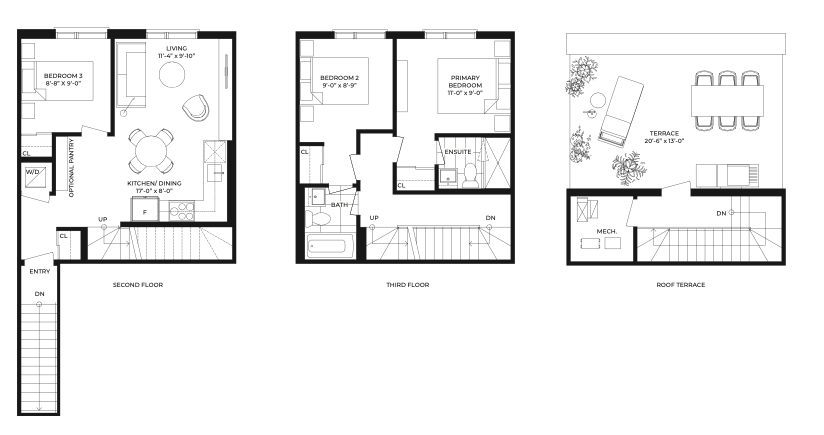 LIVING
11'-4" x 9'-10"
BEDROOM 3
8'-8" X 9'-0"
CL
W/D
OPTIONAL PANTRY
KITCHEN/ DINING
17'-0" x 8'-0"
F
UP
CL
ENTRY
DN
SECOND FLOOR
BEDROOM 2
9'-0" x 8'-9"
PRIMARY
BEDROOM
11'-0" x 9'-0"
CL
ENSUITE
CL
BATH
UP
DN
THIRD FLOOR
TERRACE
20'-6" x 13'-0"
DN
MECH.
ROOF TERRACE